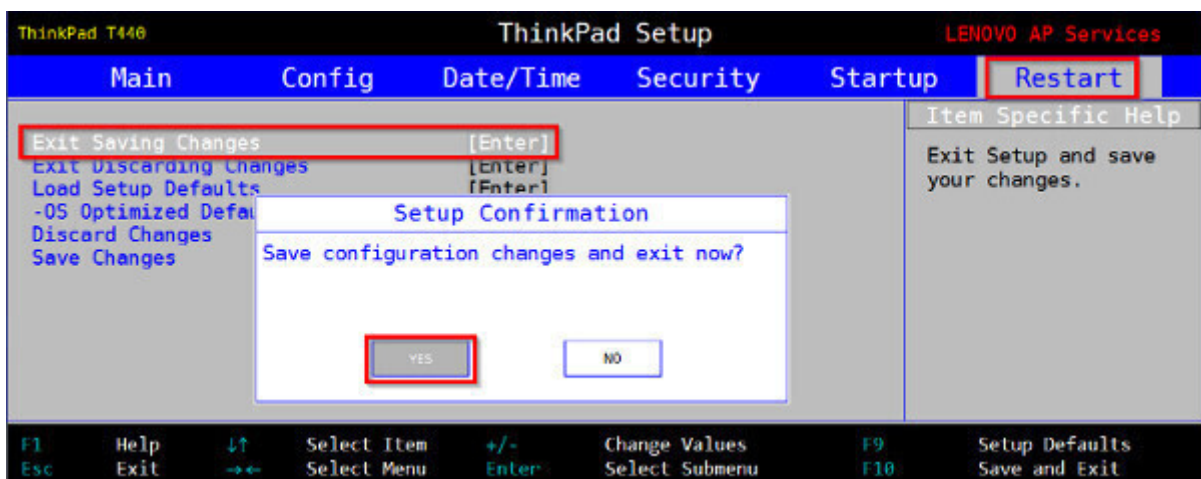 ThinkPad T440 ThinkPad Setup LENOVO AP Services
Main Config Date/Time Security Startup Restart
Item Specific Help
Exit Saving Changes [Enter]
Exit Discarding Changes [Enter]
Load Setup Defaults [Enter]
-OS Optimized Defau
Discard Changes
Save Changes
Exit Setup and save
your changes.
Setup Confirmation
Save configuration changes and exit now?
YES NO
F1 Help ↓↑ Select Item +/- Change Values F9 Setup Defaults
Esc Exit →← Select Menu Enter Select Submenu F10 Save and Exit